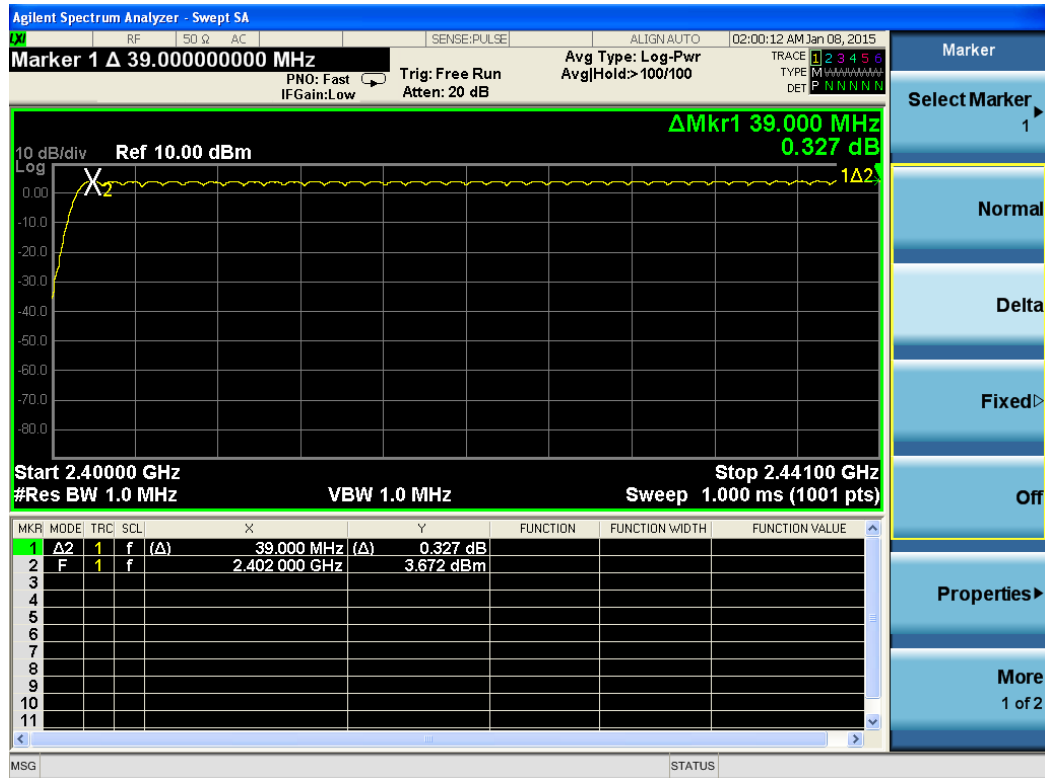 Agilent Spectrum Analyzer - Swept SA
LXI RF 50 Ω AC SENSE:PULSE ALIGN AUTO 02:00:12 AM Jan 08, 2015
Marker 1 Δ 39.000000000 MHz
PNO: Fast
IFGain:Low
Trig: Free Run
Atten: 20 dB
Avg Type: Log-Pwr
Avg|Hold:>100/100
TRACE 1 2 3 4 5 6
TYPE M
DET P N N N N N
ΔMkr1 39.000 MHz
0.327 dB
10 dB/div Ref 10.00 dBm
Log
0.00
-10.0
-20.0
-30.0
-40.0
-50.0
-60.0
-70.0
-80.0
2
1Δ2
Start 2.40000 GHz
Stop 2.44100 GHz
#Res BW 1.0 MHz
VBW 1.0 MHz
Sweep 1.000 ms (1001 pts)
MKR MODE TRC SCL X Y FUNCTION FUNCTION WIDTH FUNCTION VALUE
1 Δ2 1 f (Δ) 39.000 MHz (Δ) 0.327 dB
2 F 1 f 2.402 000 GHz 3.672 dBm
3
4
5
6
7
8
9
10
11
MSG STATUS
Marker
Select Marker
1
Normal
Delta
Fixed
Off
Properties
More
1 of 2